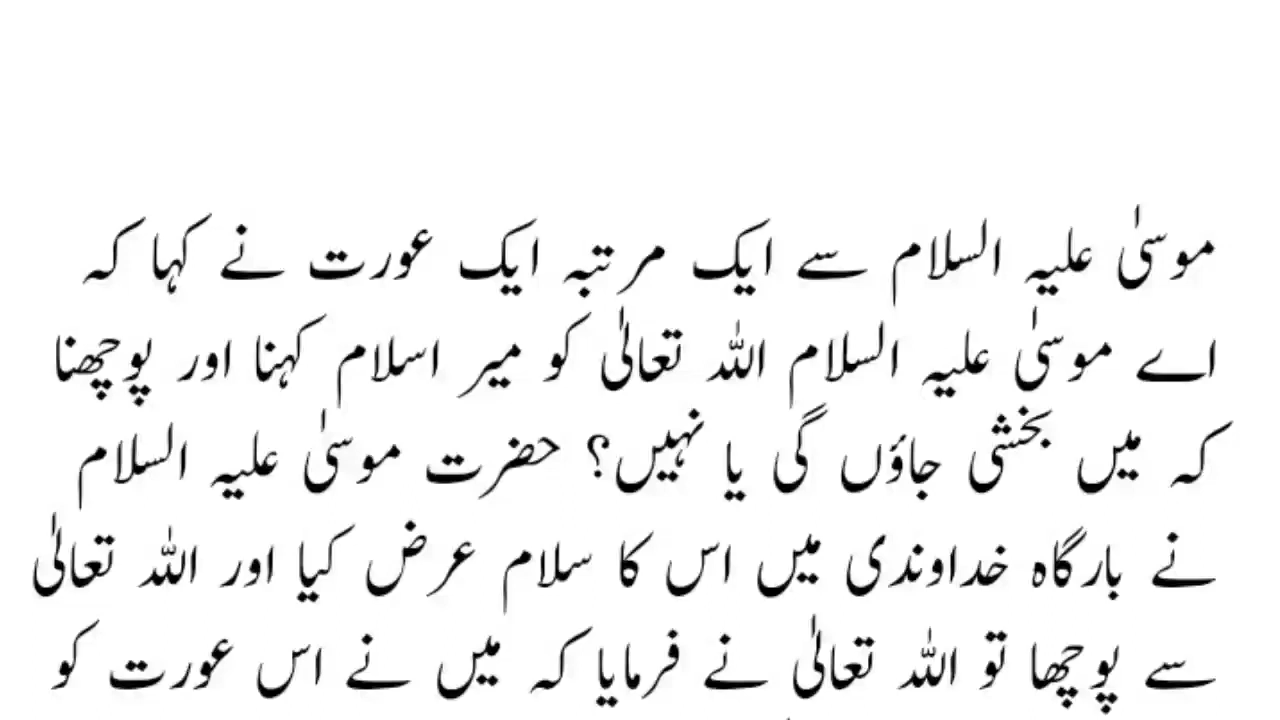 موسیٰ علیہ السلام سے ایک مرتبہ ایک عورت نے کہا کہ
اے موسیٰ علیہ السلام اللہ تعالیٰ کو میر اسلام کہنا اور پوچھنا
کہ میں بخشی جاؤں گی یا نہیں؟ حضرت موسیٰ علیہ السلام
نے بارگاہ خداوندی میں اس کا سلام عرض کیا اور اللہ تعالیٰ
سے پوچھا تو اللہ تعالیٰ نے فرمایا کہ میں نے اس عورت کو